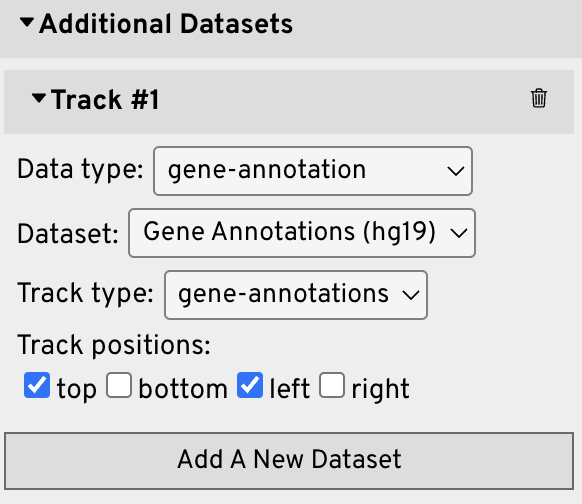 Additional Datasets
Track #1
Data type: gene-annotation
Dataset: Gene Annotations (hg19)
Track type: gene-annotations
Track positions:
top bottom left right
Add A New Dataset